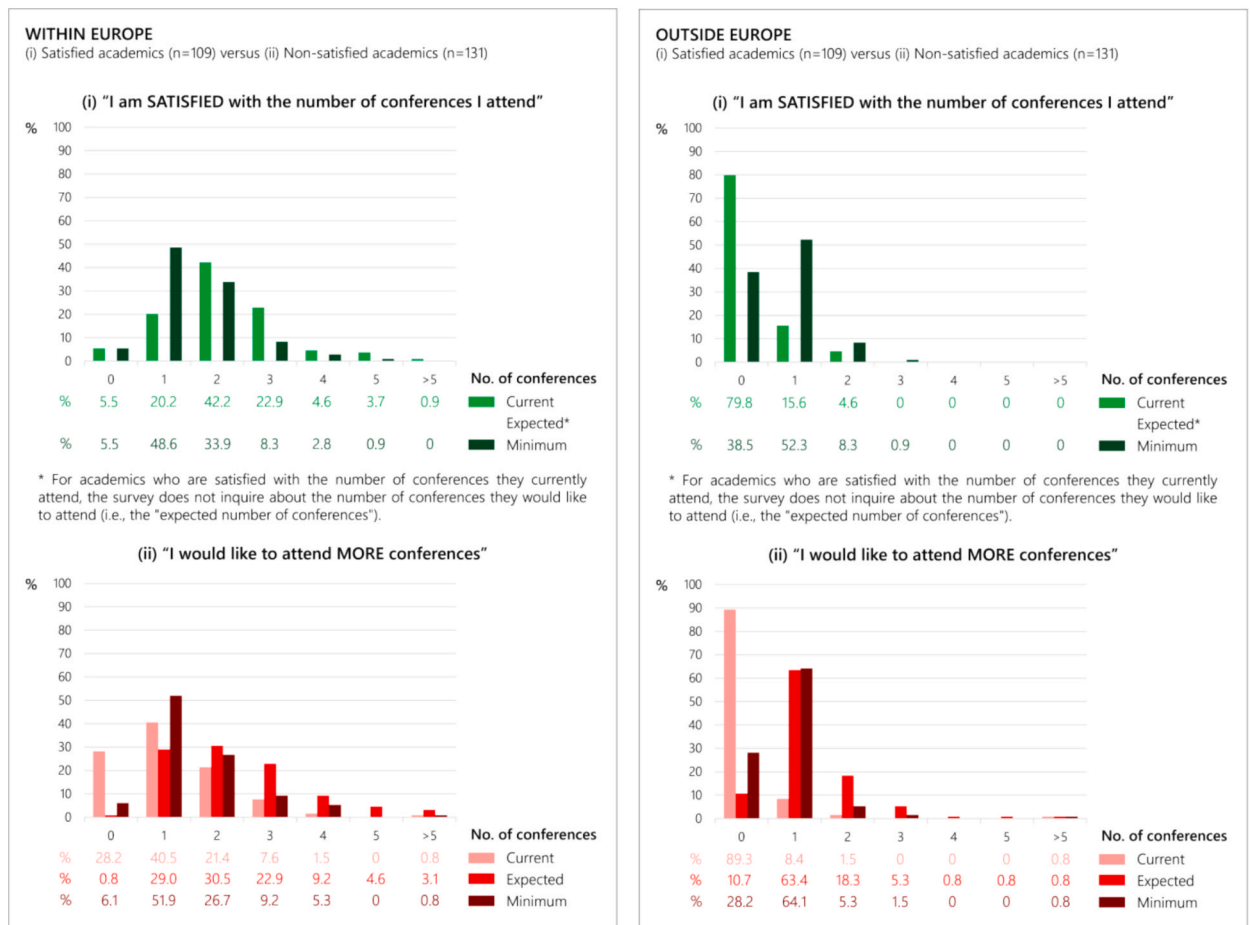 WITHIN EUROPE
(i) Satisfied academics (n=109) versus (ii) Non-satisfied academics (n=131)
(i) “I am SATISFIED with the number of conferences I attend”
% 100
90
80
70
60
50
40
30
20
10
0
0 1 2 3 4 5 >5 No. of conferences
% 5.5 20.2 42.2 22.9 4.6 3.7 0.9 Current
Expected*
% 5.5 48.6 33.9 8.3 2.8 0.9 0 Minimum
* For academics who are satisfied with the number of conferences they currently
attend, the survey does not inquire about the number of conferences they would like
to attend (i.e., the "expected number of conferences").
(ii) “I would like to attend MORE conferences”
% 100
90
80
70
60
50
40
30
20
10
0
0 1 2 3 4 5 >5 No. of conferences
% 28.2 40.5 21.4 7.6 1.5 0 0.8 Current
% 0.8 29.0 30.5 22.9 9.2 4.6 3.1 Expected
% 6.1 51.9 26.7 9.2 5.3 0 0.8 Minimum
OUTSIDE EUROPE
(i) Satisfied academics (n=109) versus (ii) Non-satisfied academics (n=131)
(i) “I am SATISFIED with the number of conferences I attend”
% 100
90
80
70
60
50
40
30
20
10
0
0 1 2 3 4 5 >5 No. of conferences
% 79.8 15.6 4.6 0 0 0 0 Current
Expected*
% 38.5 52.3 8.3 0.9 0 0 0 Minimum
* For academics who are satisfied with the number of conferences they currently
attend, the survey does not inquire about the number of conferences they would like
to attend (i.e., the "expected number of conferences").
(ii) “I would like to attend MORE conferences”
% 100
90
80
70
60
50
40
30
20
10
0
0 1 2 3 4 5 >5 No. of conferences
% 89.3 8.4 1.5 0 0 0 0.8 Current
% 10.7 63.4 18.3 5.3 0.8 0.8 0.8 Expected
% 28.2 64.1 5.3 1.5 0 0 0.8 Minimum